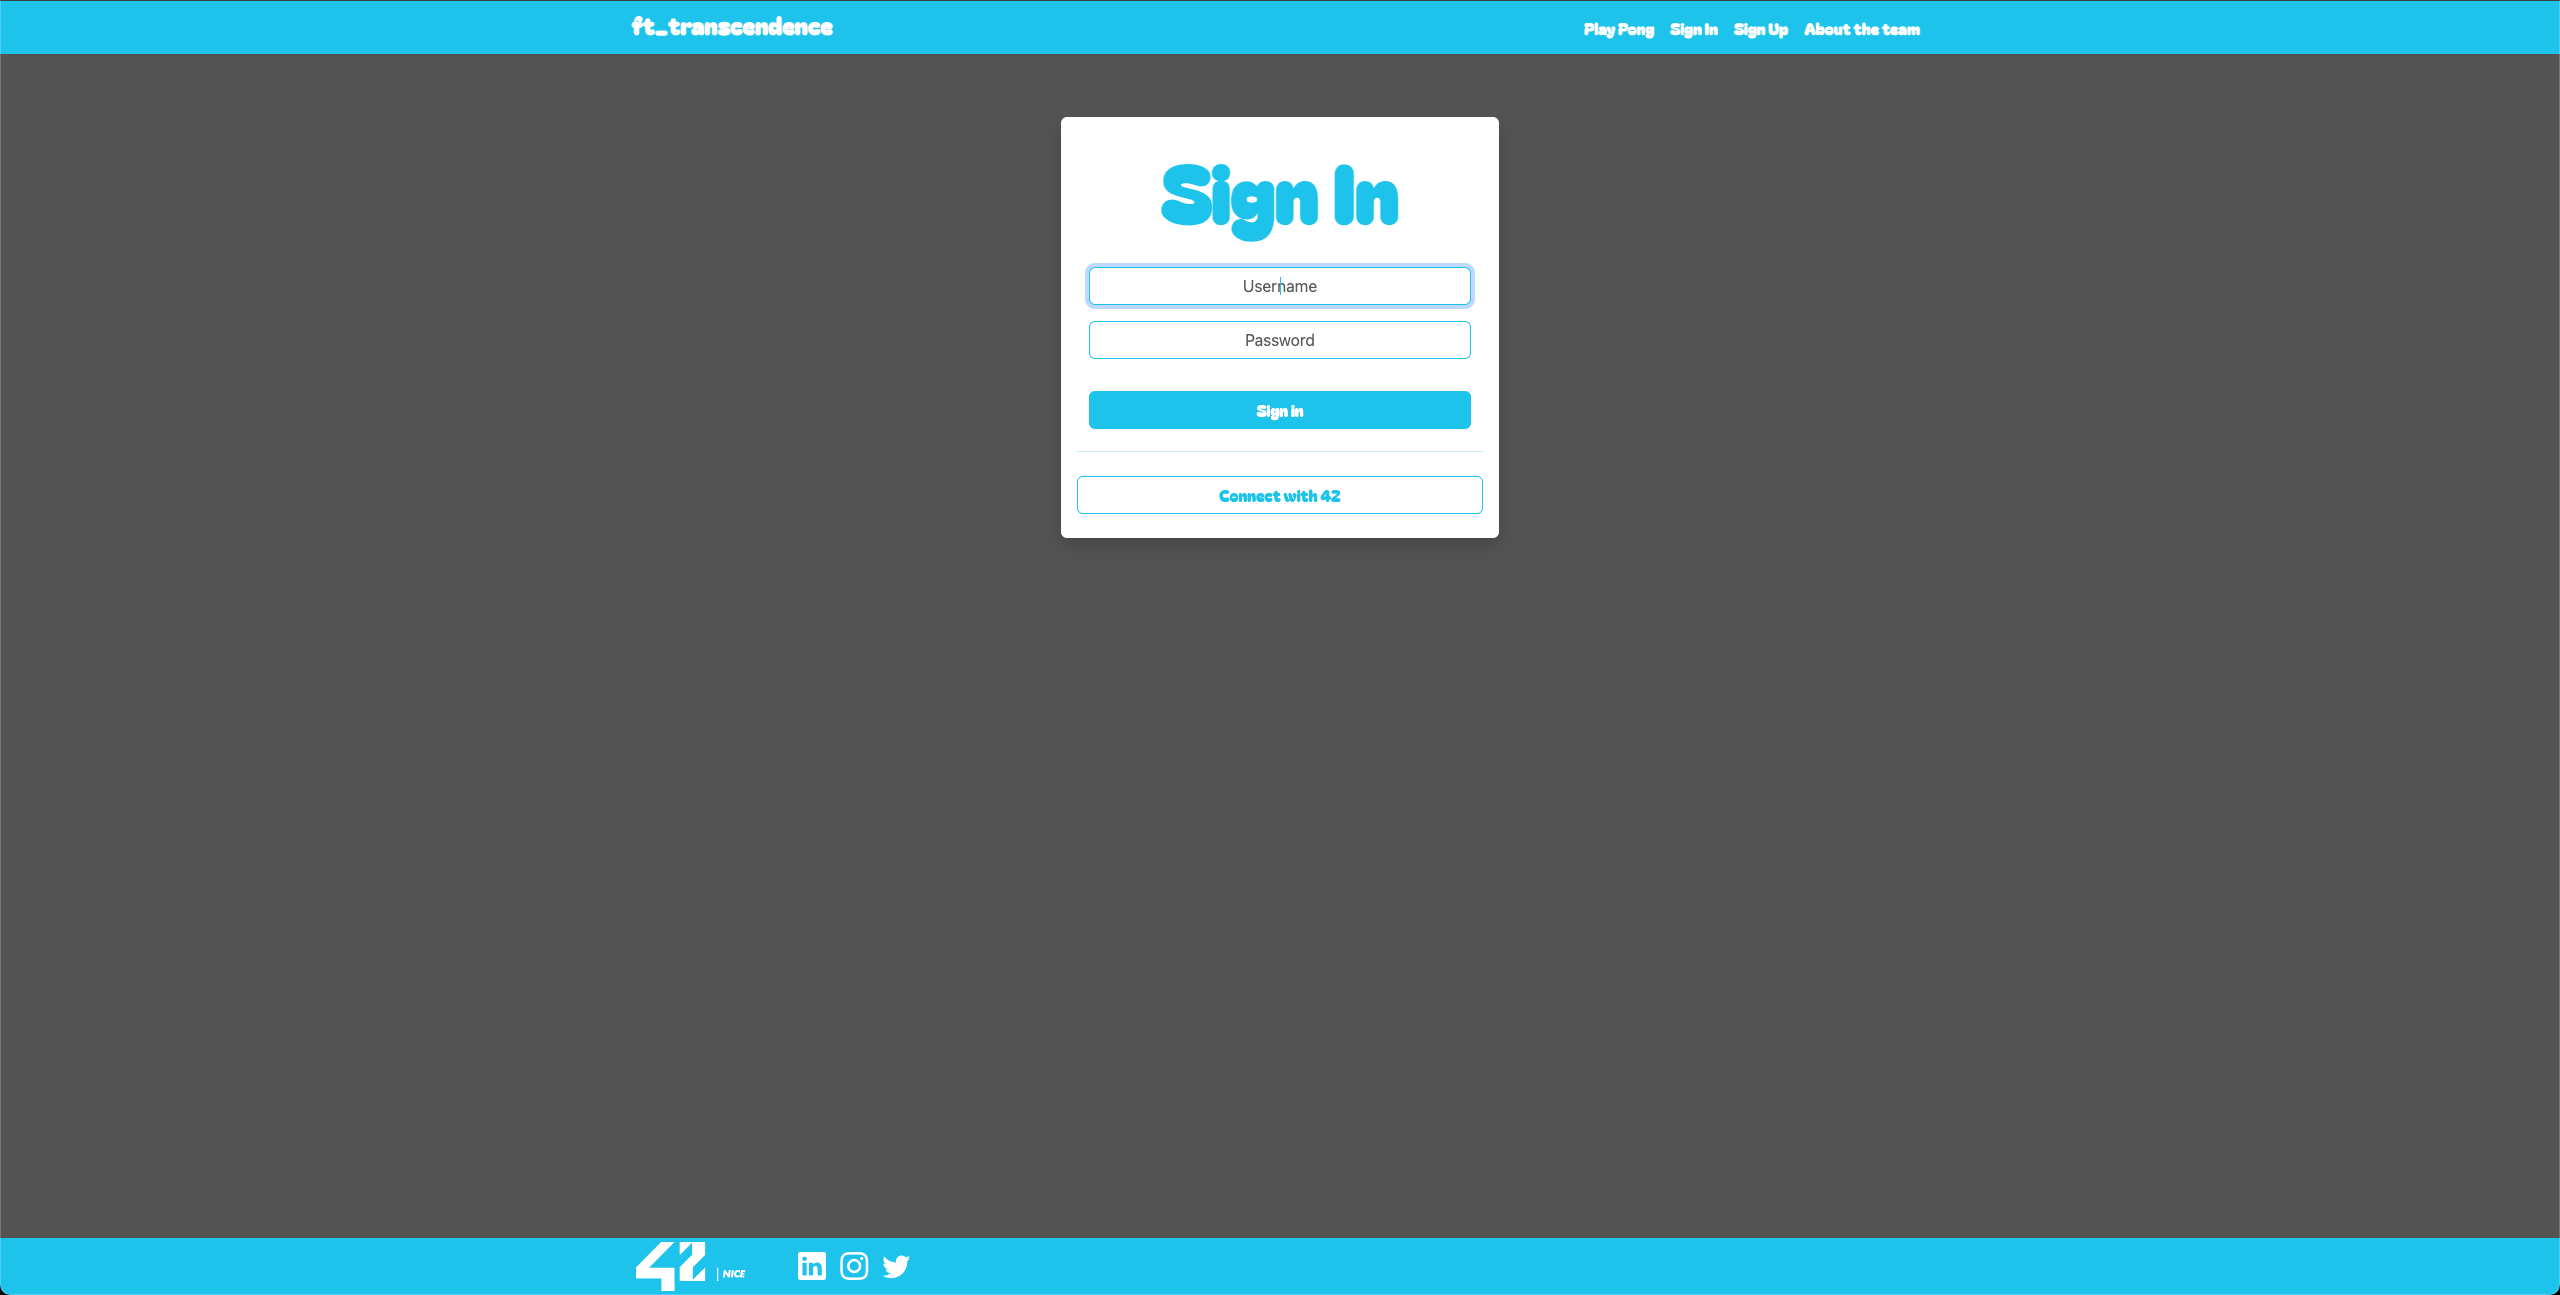 ft_transcendence
Play Pong Sign In Sign Up About the team
Sign In
Username
Password
Sign in
Connect with 42
42 | NICE
in